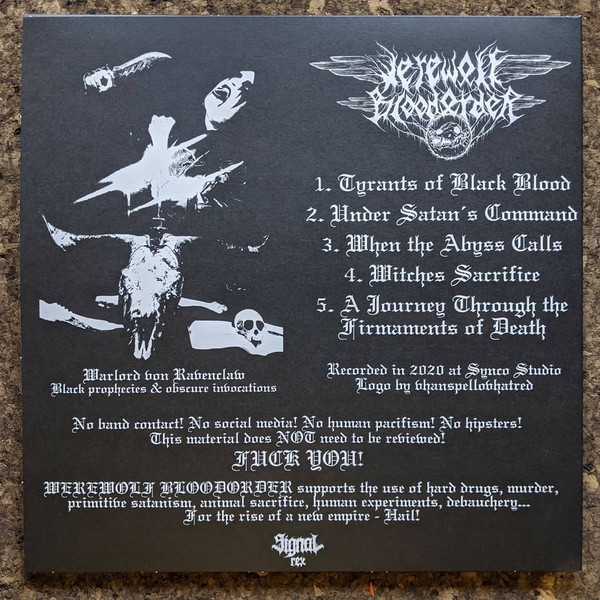 Werewolf
BloodOrdeR
1. Tyrants of Black Blood
2. Under Satan´s Command
3. When the Abyss Calls
4. Witches Sacrifice
5. A Journey Through the
Firmaments of Death
Warlord von Ravenclaw
Black prophecies & obscure invocations
Recorded in 2020 at Synco Studio
Logo by vhanspellovhatred
No band contact! No social media! No human pacifism! No hipsters!
This material does NOT need to be reviewed!
FUCK YOU!
WEREWOLF BLOODORDER supports the use of hard drugs, murder,
primitive satanism, animal sacrifice, human experiments, debauchery...
For the rise of a new empire - Hail!
Signal
rex